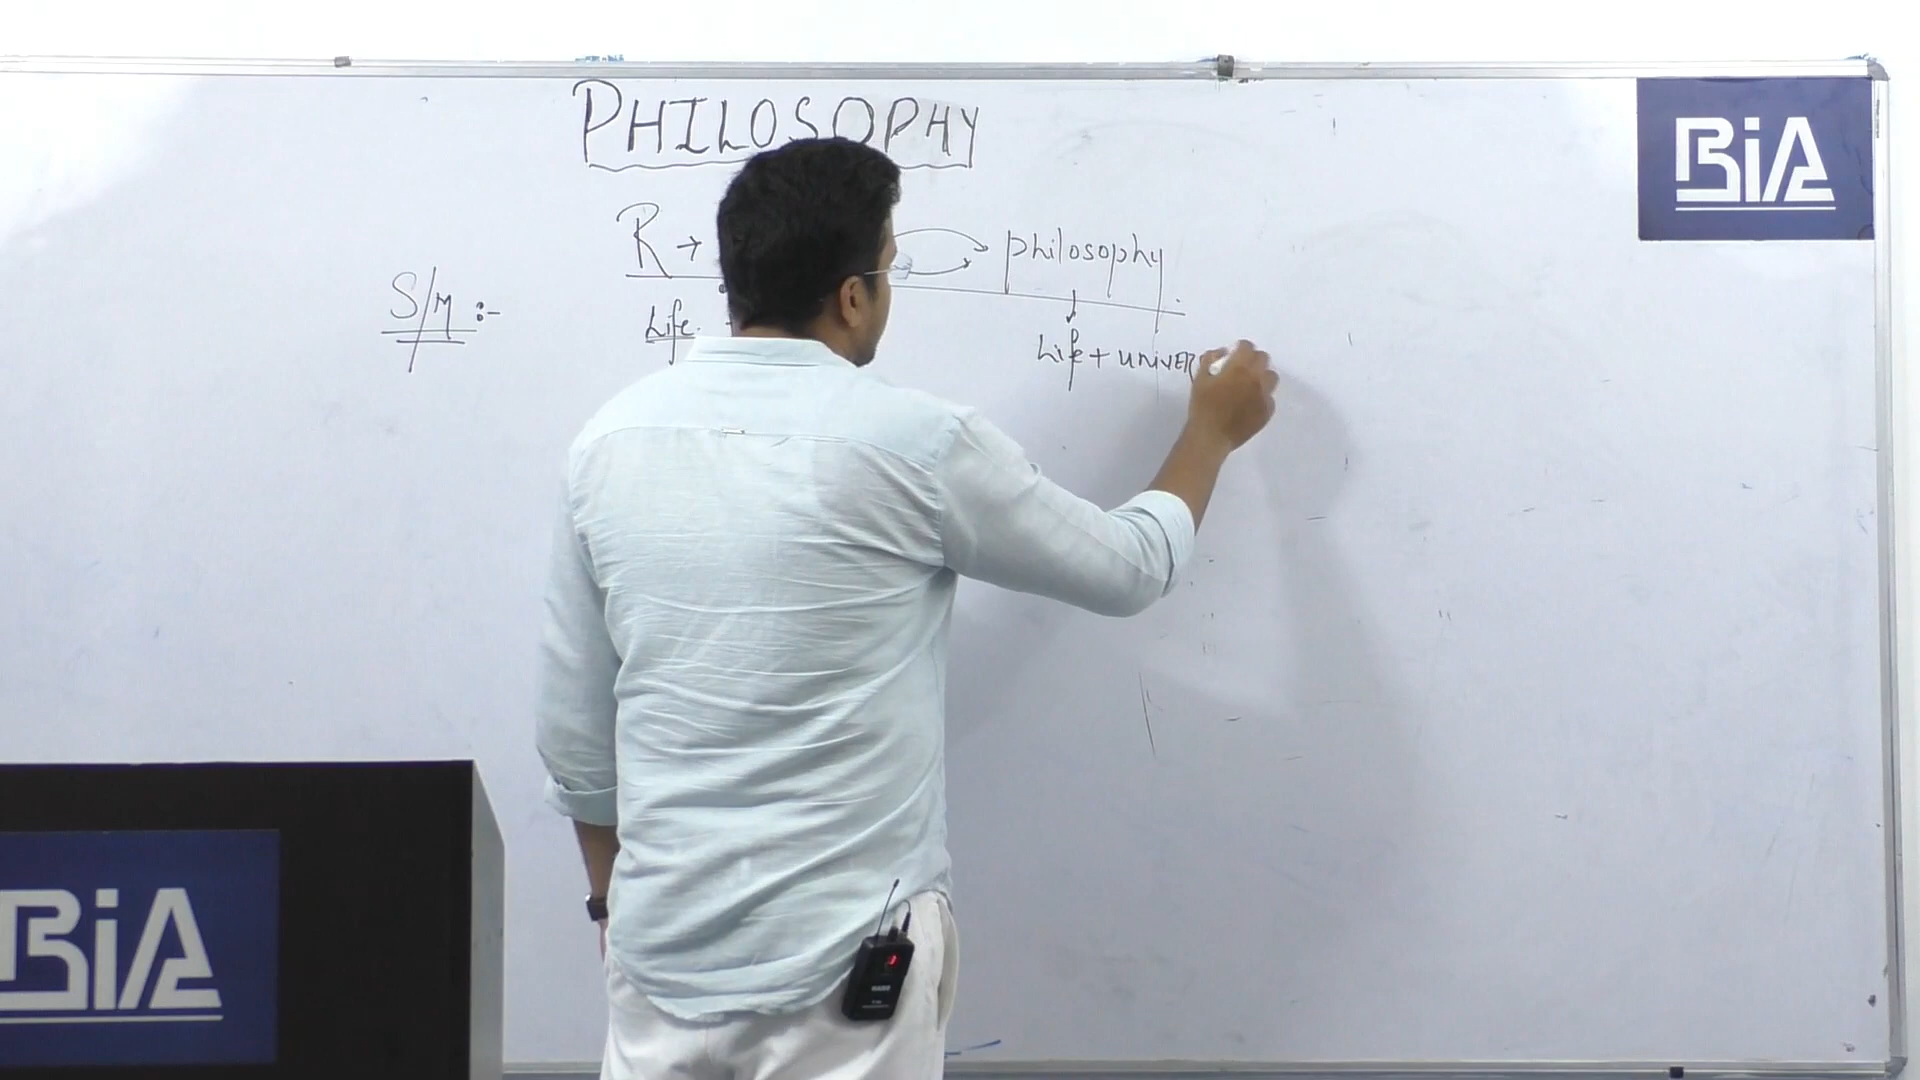 PHILOSOPHY
BiA
R → philosophy
S/M :-
Life.
Life + UNIVER
BiA